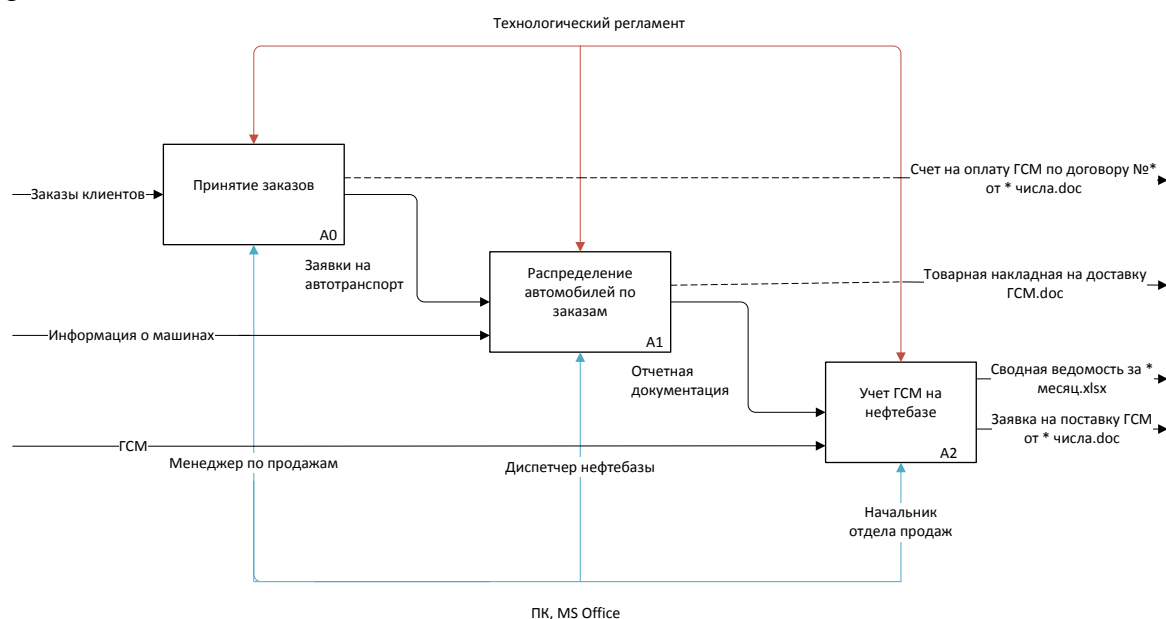 Технологический регламент
Принятие заказов
A0
Заказы клиентов
Счет на оплату ГСМ по договору №*
от * числа.doc
Заявки на
автотранспорт
Распределение
автомобилей по
заказам
A1
Товарная накладная на доставку
ГСМ.doc
Информация о машинах
Отчетная
документация
Учет ГСМ на
нефтебазе
A2
Сводная ведомость за *
месяц.xlsx
Заявка на поставку ГСМ
от * числа.doc
ГСМ
Менеджер по продажам
Диспетчер нефтебазы
Начальник
отдела продаж
ПК, MS Office